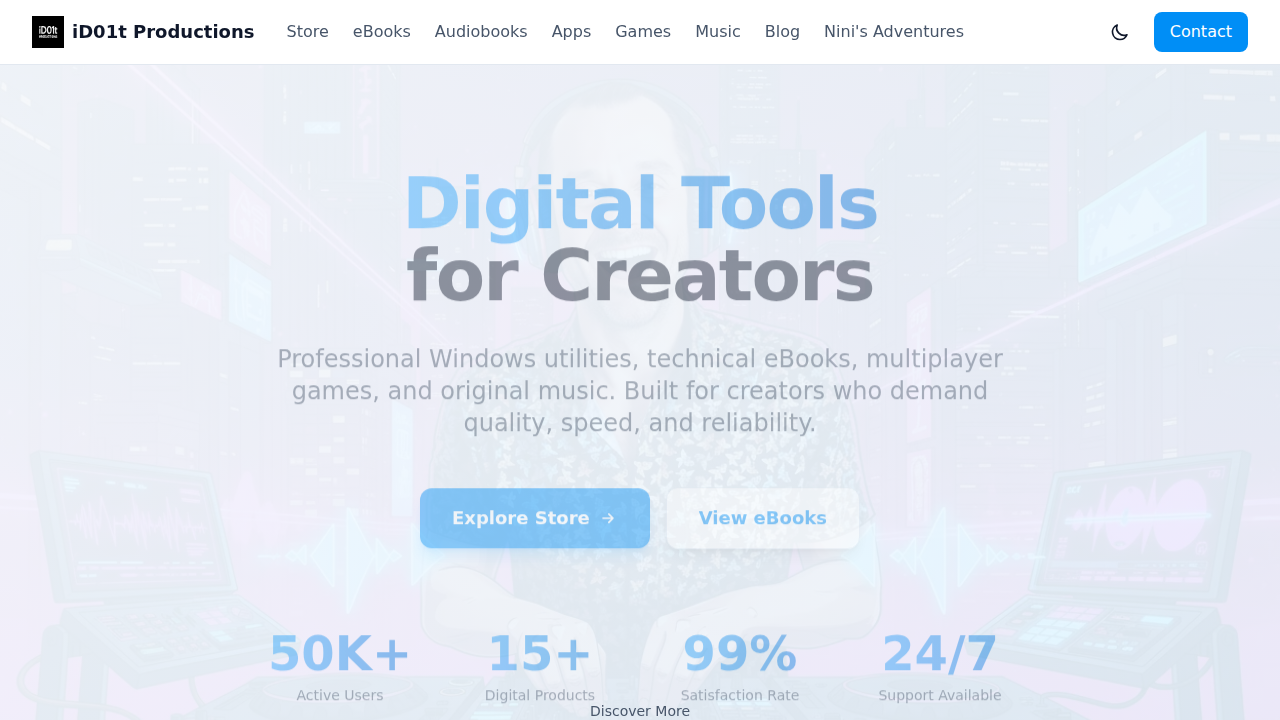 iD01t Productions
Store
eBooks
Audiobooks
Apps
Games
Music
Blog
Nini's Adventures
Contact
Digital Tools
for Creators
Professional Windows utilities, technical eBooks, multiplayer
games, and original music. Built for creators who demand
quality, speed, and reliability.
Explore Store →
View eBooks
50K+
Active Users
15+
Digital Products
99%
Satisfaction Rate
24/7
Support Available
Discover More